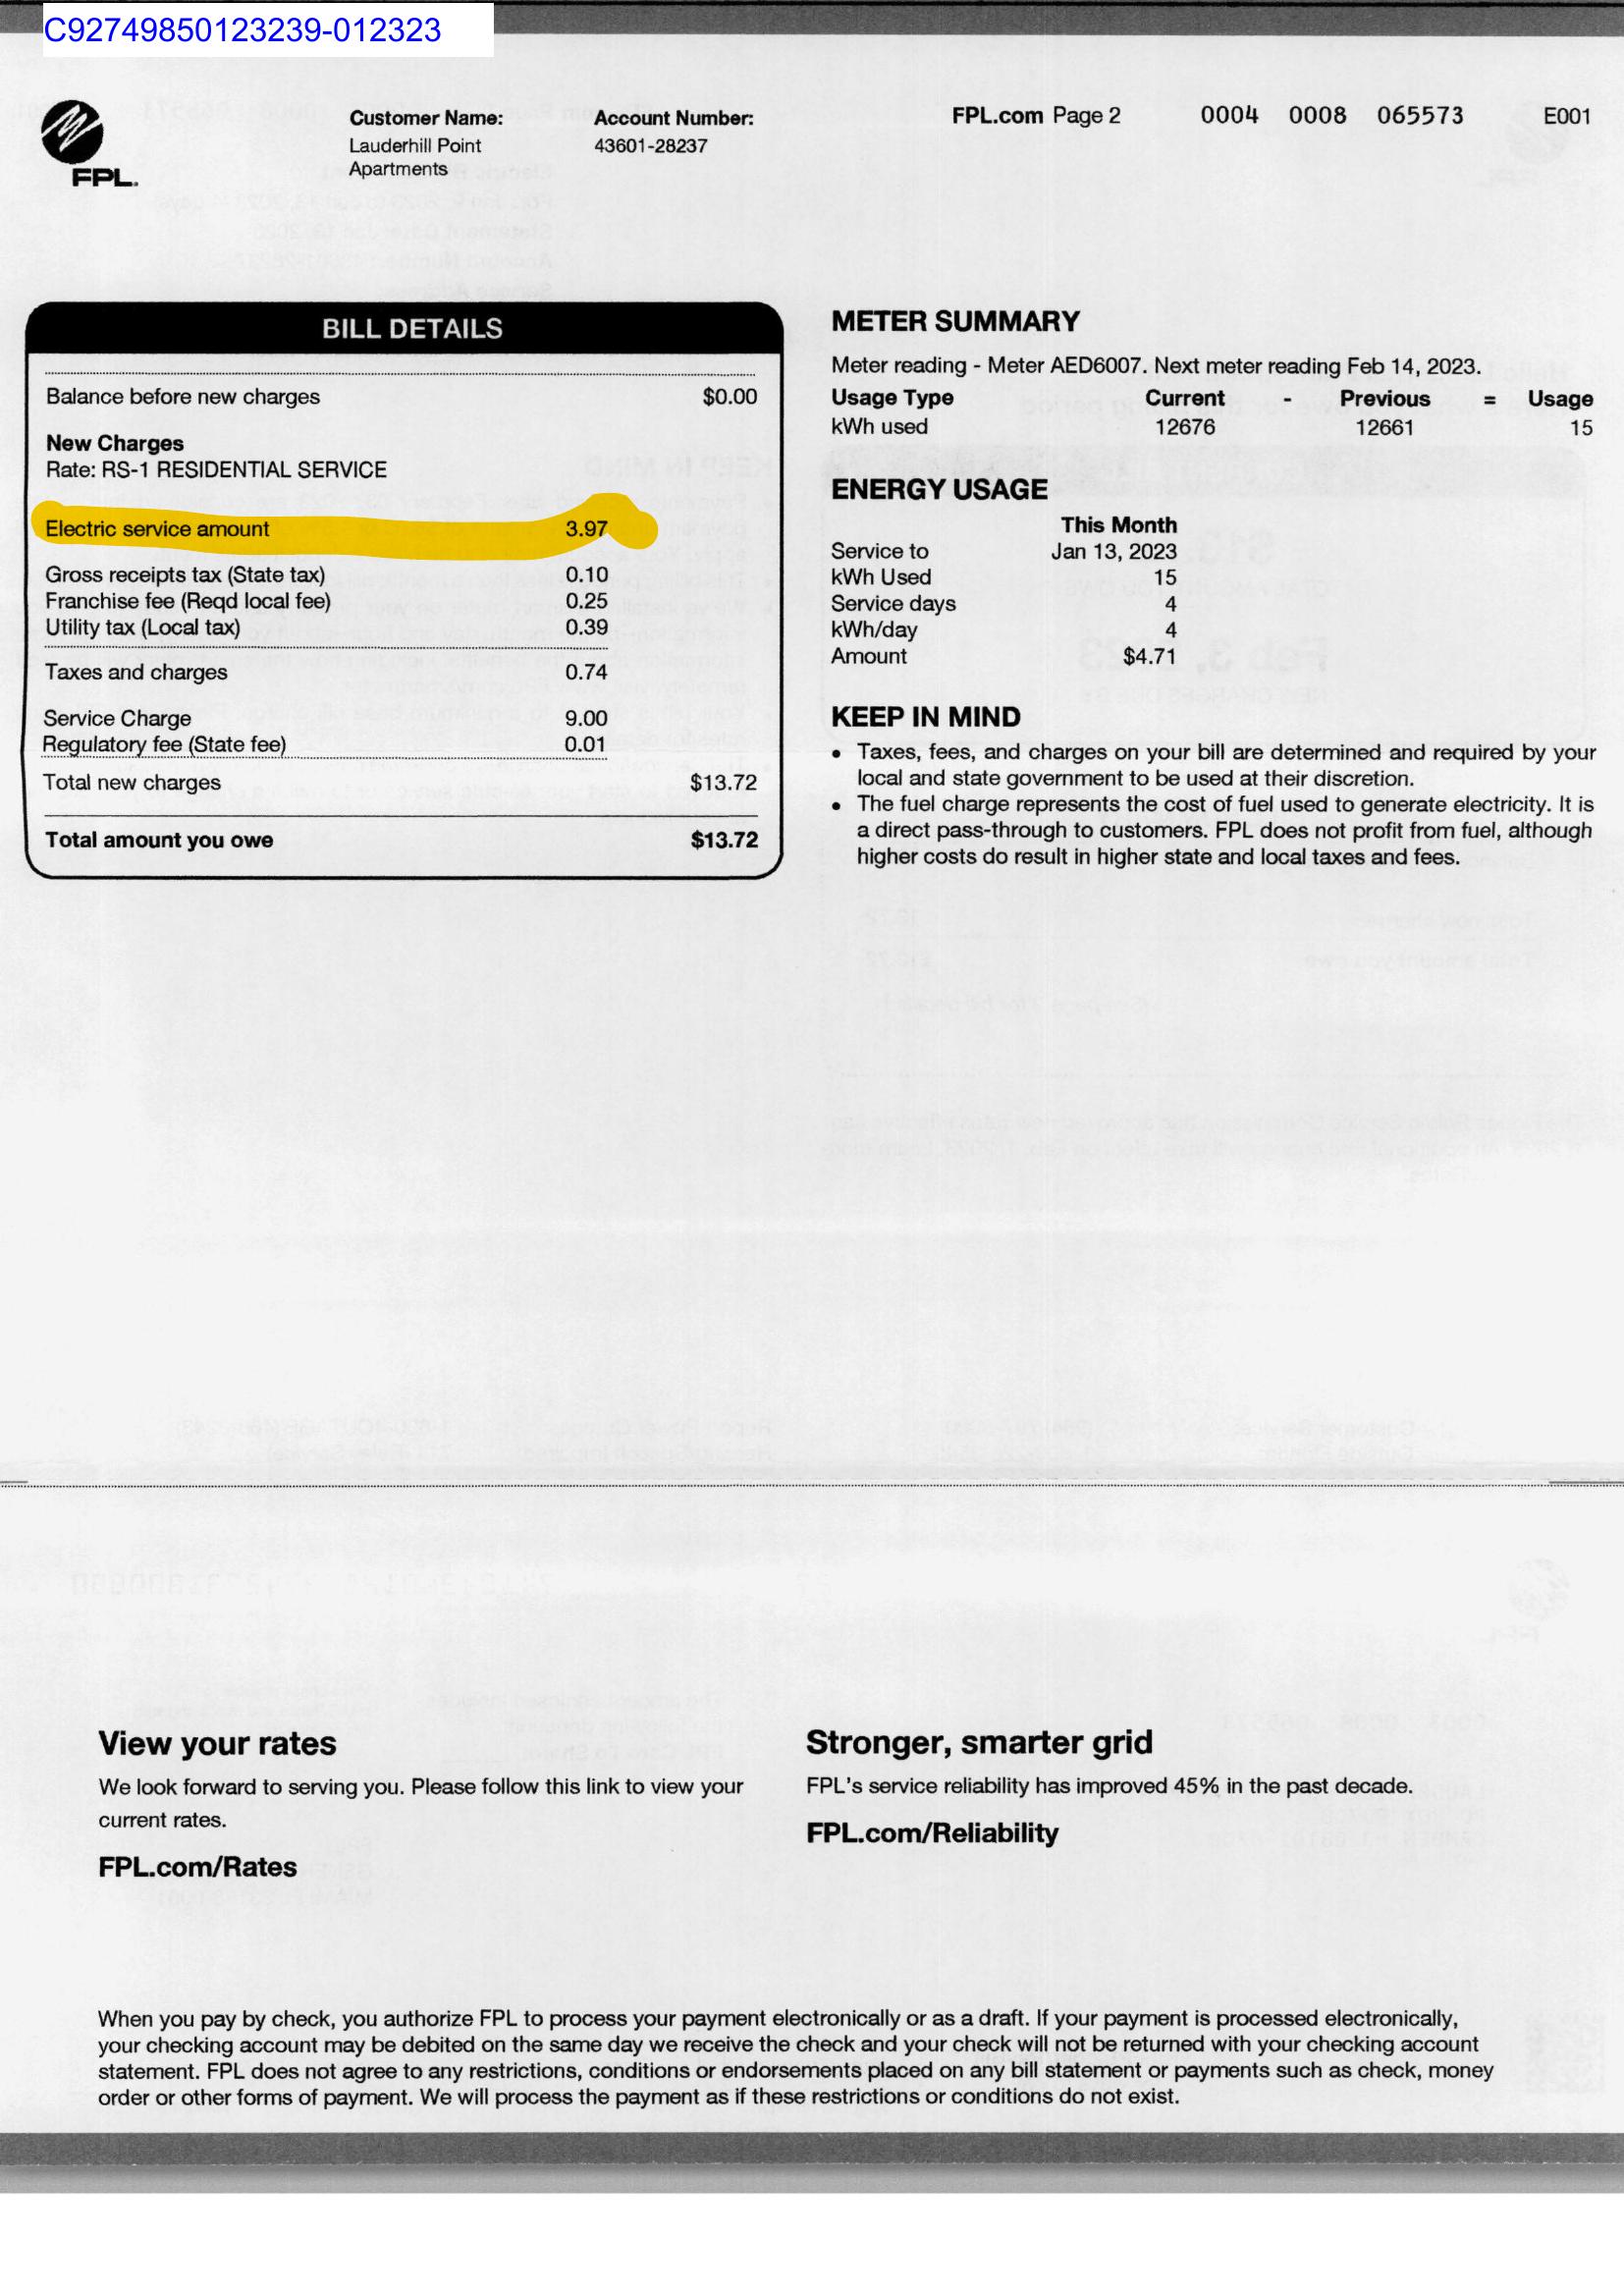 C92749850123239-012323
FPL.
Customer Name:
Lauderhill Point
Apartments
Account Number:
43601-28237
FPL.com Page 2 0004 0008 065573 E001
BILL DETAILS
Balance before new charges $0.00
New Charges
Rate: RS-1 RESIDENTIAL SERVICE
Electric service amount 3.97
Gross receipts tax (State tax) 0.10
Franchise fee (Reqd local fee) 0.25
Utility tax (Local tax) 0.39
Taxes and charges 0.74
Service Charge 9.00
Regulatory fee (State fee) 0.01
Total new charges $13.72
Total amount you owe $13.72
METER SUMMARY
Meter reading - Meter AED6007. Next meter reading Feb 14, 2023.
Usage Type Current - Previous = Usage
kWh used 12676 12661 15
ENERGY USAGE
This Month
Service to Jan 13, 2023
kWh Used 15
Service days 4
kWh/day 4
Amount $4.71
KEEP IN MIND
• Taxes, fees, and charges on your bill are determined and required by your
local and state government to be used at their discretion.
• The fuel charge represents the cost of fuel used to generate electricity. It is
a direct pass-through to customers. FPL does not profit from fuel, although
higher costs do result in higher state and local taxes and fees.
View your rates
We look forward to serving you. Please follow this link to view your
current rates.
FPL.com/Rates
Stronger, smarter grid
FPL's service reliability has improved 45% in the past decade.
FPL.com/Reliability
When you pay by check, you authorize FPL to process your payment electronically or as a draft. If your payment is processed electronically,
your checking account may be debited on the same day we receive the check and your check will not be returned with your checking account
statement. FPL does not agree to any restrictions, conditions or endorsements placed on any bill statement or payments such as check, money
order or other forms of payment. We will process the payment as if these restrictions or conditions do not exist.